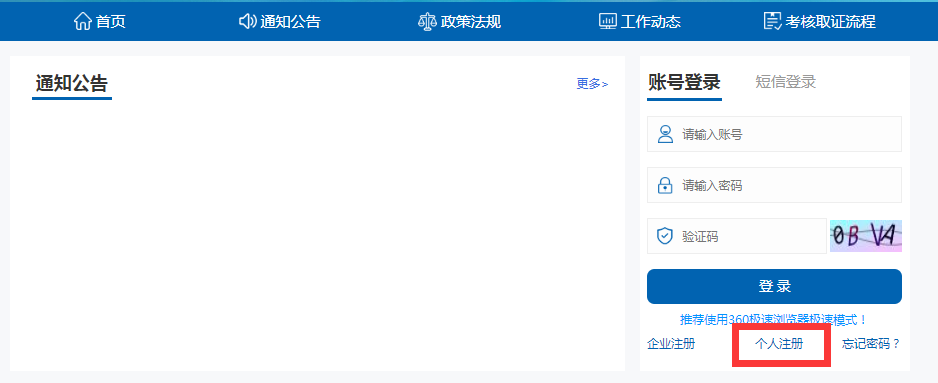 首页 通知公告 政策法规 工作动态 考核取证流程
通知公告 更多>
账号登录 短信登录
请输入账号
请输入密码
验证码 0B VA
登 录
推荐使用360极速浏览器极速模式！
企业注册 个人注册 忘记密码？